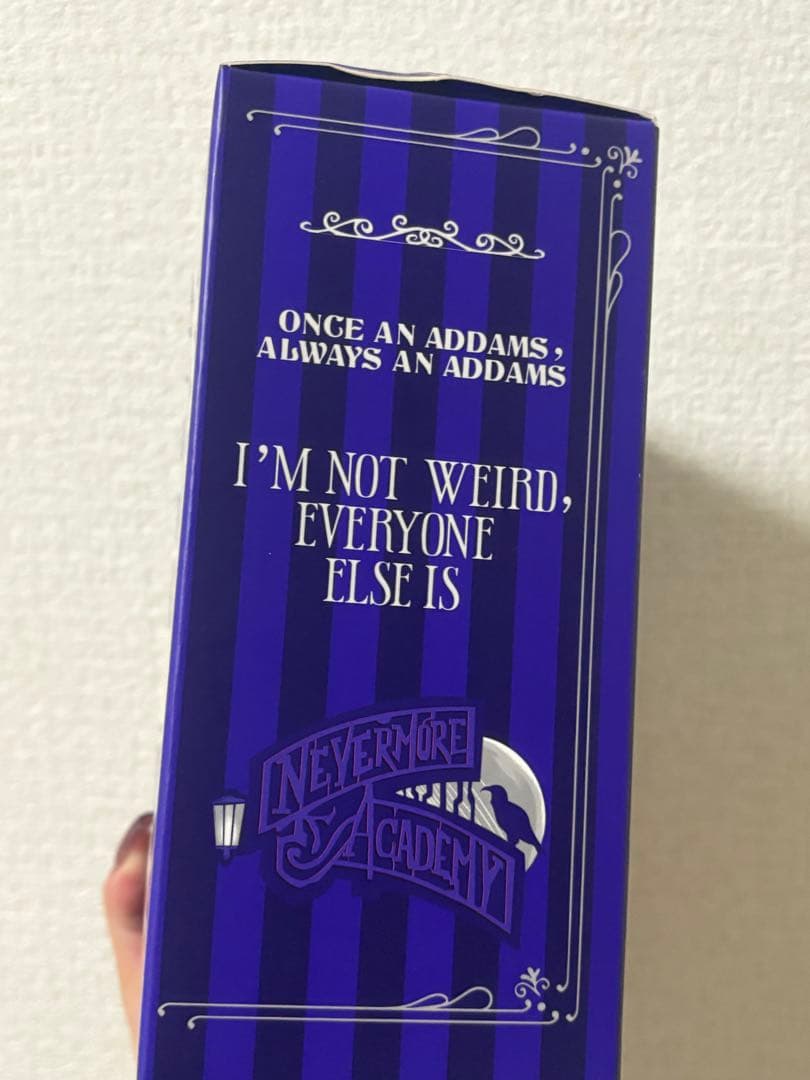 ONCE AN ADDAMS,
ALWAYS AN ADDAMS
I'M NOT WEIRD,
EVERYONE
ELSE IS
NEVERMORE
ACADEMY